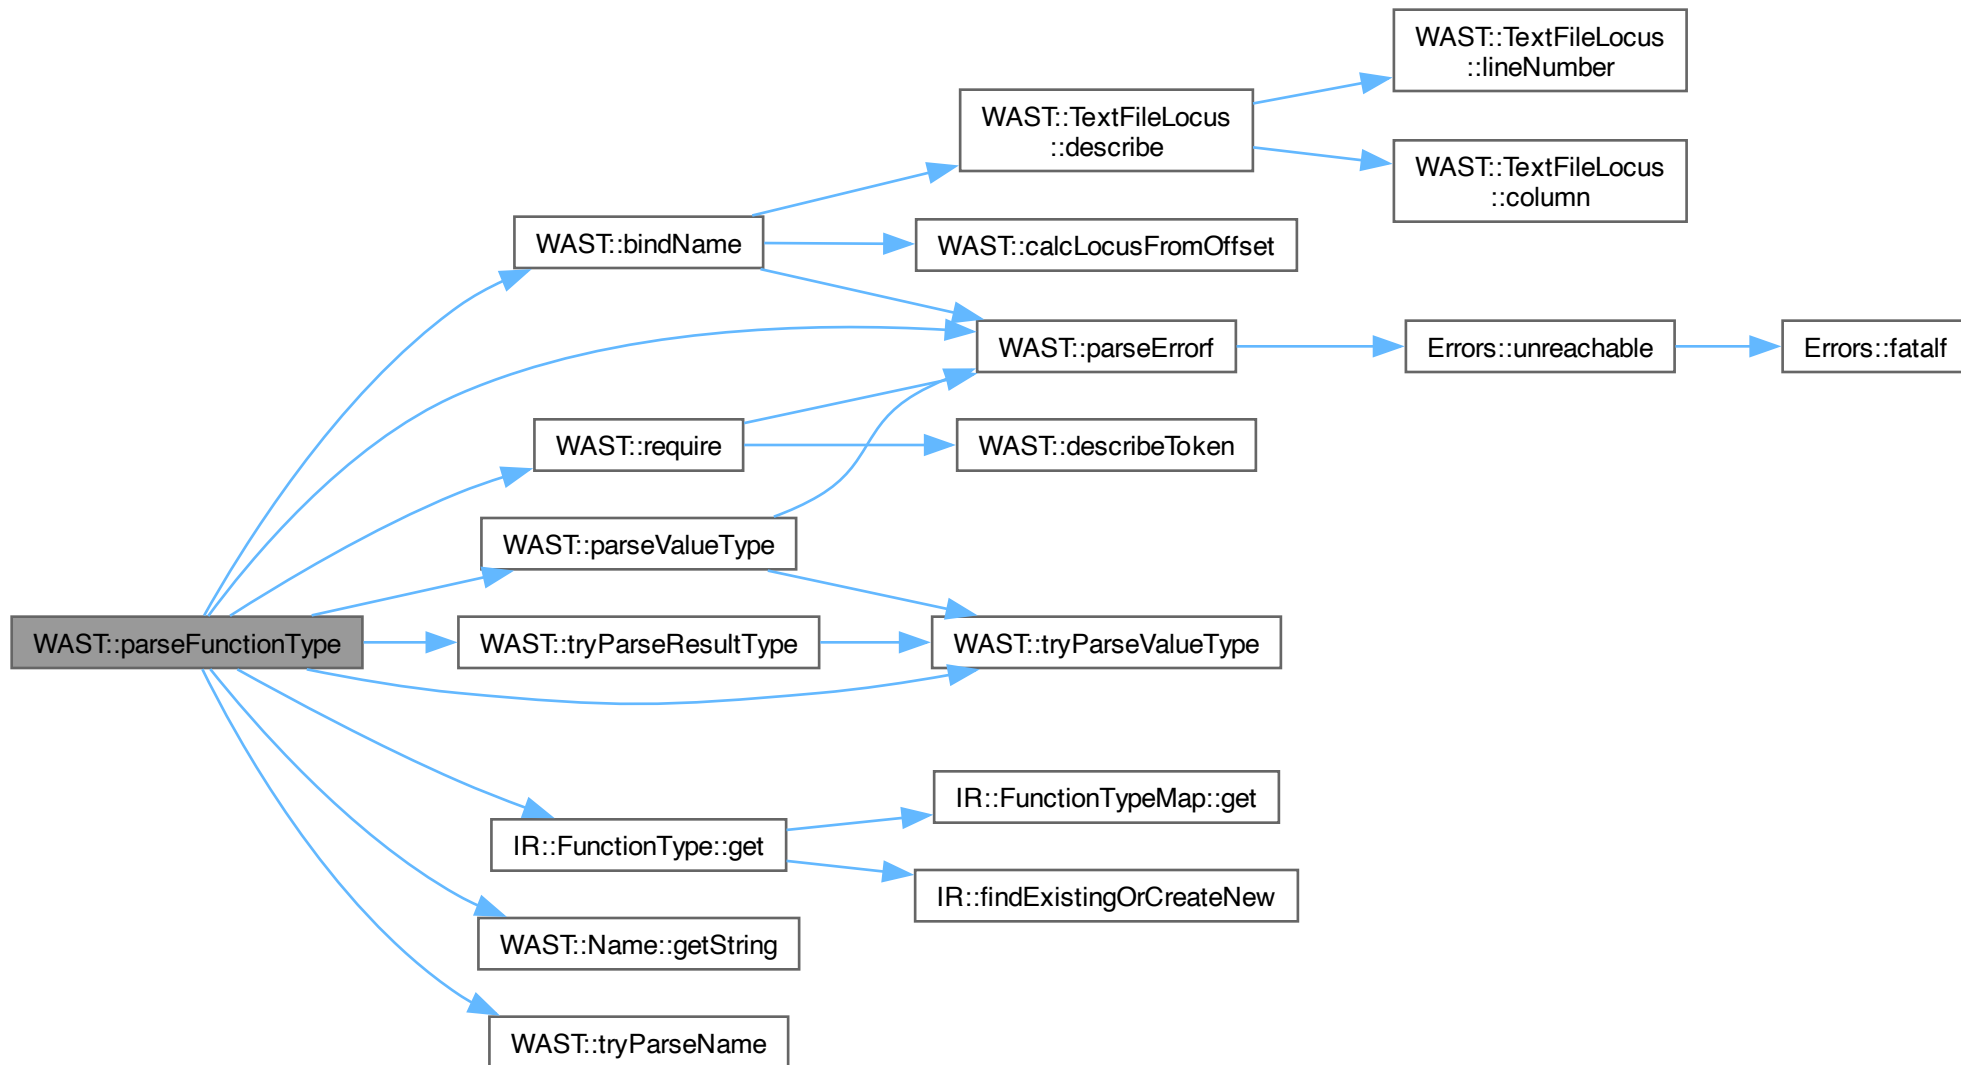 WAST::TextFileLocus
::lineNumber
WAST::TextFileLocus
::describe
WAST::TextFileLocus
::column
WAST::bindName
WAST::calcLocusFromOffset
WAST::parseErrorf
Errors::unreachable
Errors::fatalf
WAST::require
WAST::describeToken
WAST::parseValueType
WAST::parseFunctionType
WAST::tryParseResultType
WAST::tryParseValueType
IR::FunctionTypeMap::get
IR::FunctionType::get
IR::findExistingOrCreateNew
WAST::Name::getString
WAST::tryParseName